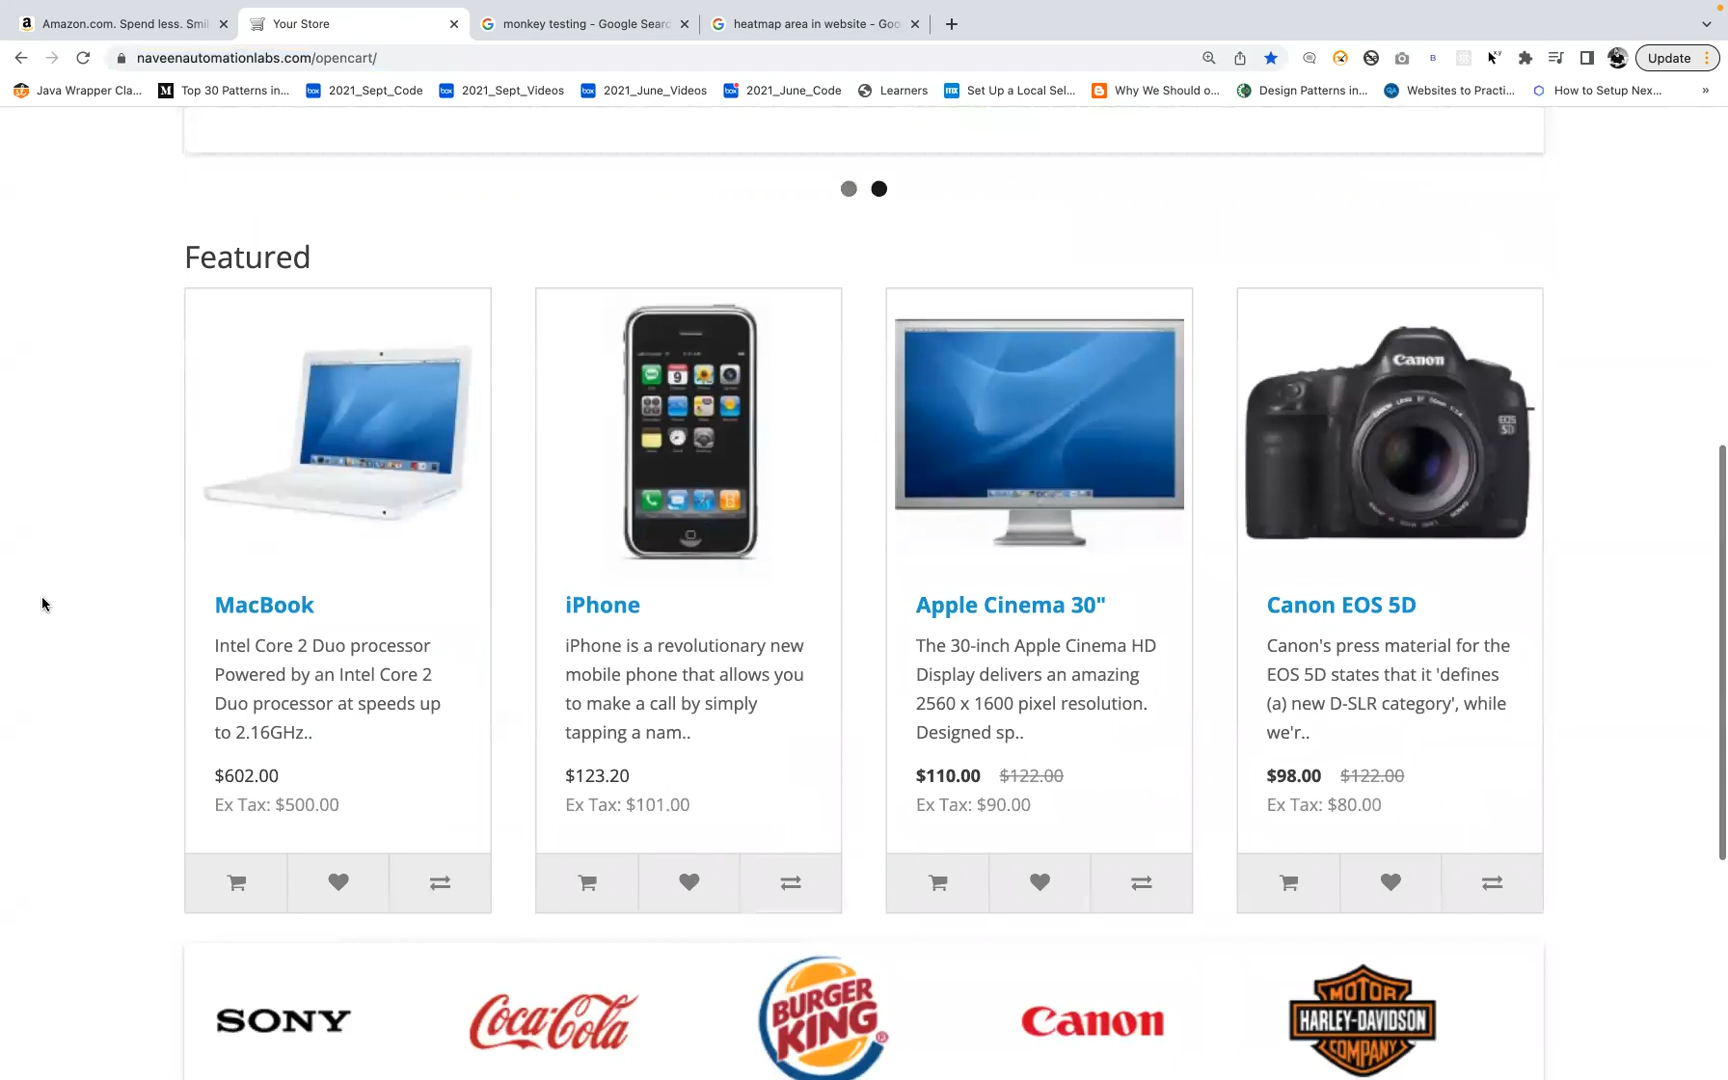 Amazon.com. Spend less. Smil
Your Store
monkey testing - Google Searc
heatmap area in website - Goo
naveenautomationlabs.com/opencart/
Update
Java Wrapper Cla...
Top 30 Patterns in...
2021_Sept_Code
2021_Sept_Videos
2021_June_Videos
2021_June_Code
Learners
Set Up a Local Sel...
Why We Should o...
Design Patterns in...
Websites to Practi...
How to Setup Nex...
Featured
Canon
MacBook
Intel Core 2 Duo processor
Powered by an Intel Core 2
Duo processor at speeds up
to 2.16GHz..
$602.00
Ex Tax: $500.00
iPhone
iPhone is a revolutionary new
mobile phone that allows you
to make a call by simply
tapping a nam..
$123.20
Ex Tax: $101.00
Apple Cinema 30"
The 30-inch Apple Cinema HD
Display delivers an amazing
2560 x 1600 pixel resolution.
Designed sp..
$110.00 $122.00
Ex Tax: $90.00
Canon EOS 5D
Canon's press material for the
EOS 5D states that it 'defines
(a) new D-SLR category', while
we'r..
$98.00 $122.00
Ex Tax: $80.00
SONY
Coca-Cola
BURGER
KING
Canon
MOTOR
HARLEY-DAVIDSON
COMPANY